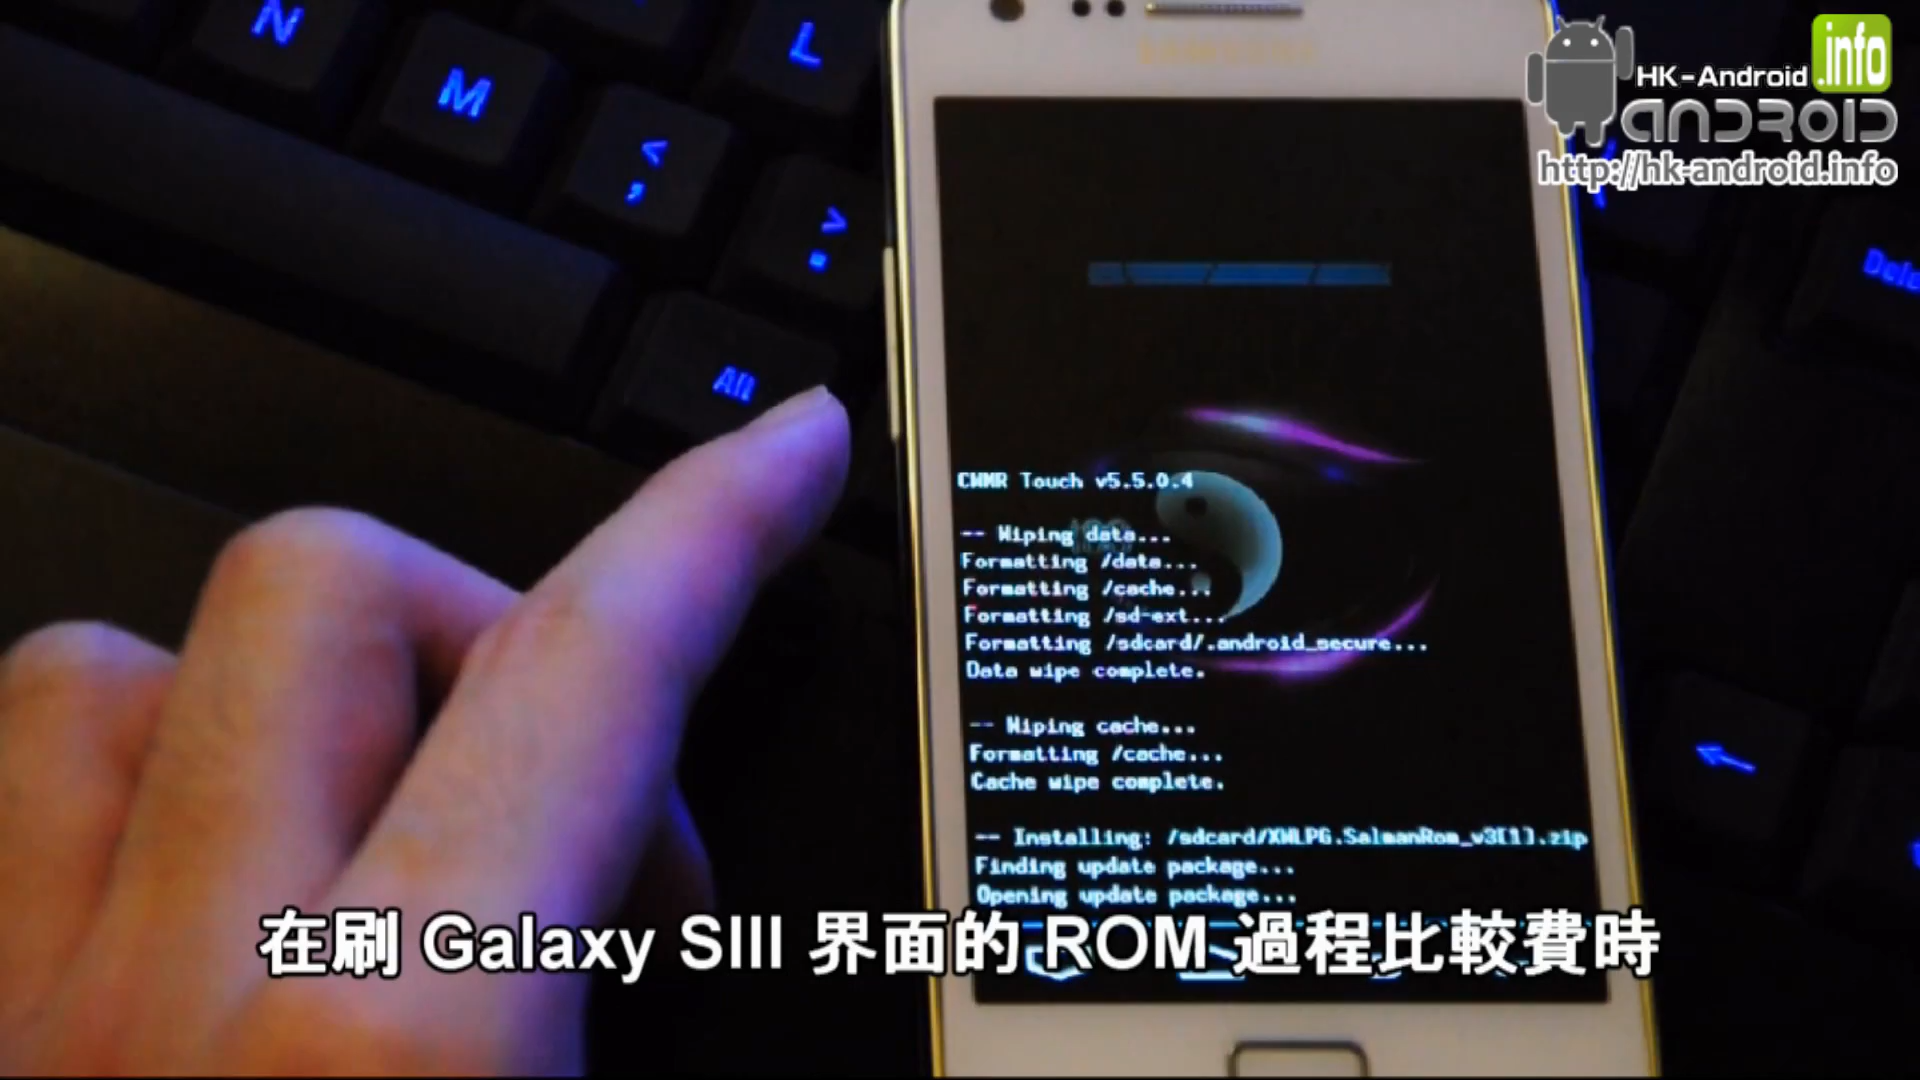 N
M
L
<
,
>
.
Alt
SAMSUNG
HK-Android .info
ANDROID
http://hk-android.info
CWMR Touch v5.5.0.4
-- Wiping data...
Formatting /data...
Formatting /cache...
Formatting /sd-ext...
Formatting /sdcard/.android_secure...
Data wipe complete.
-- Wiping cache...
Formatting /cache...
Cache wipe complete.
-- Installing: /sdcard/XWLPG.SalmanRom_v3[1].zip
Finding update package...
Opening update package...
在刷 Galaxy SIII 界面的 ROM 過程比較費時